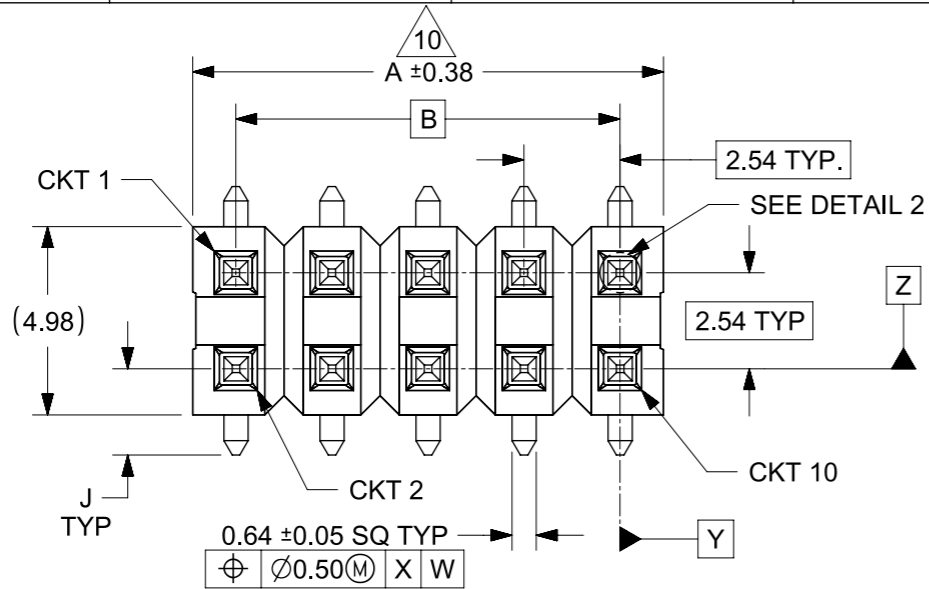 10
A ±0.38
B
2.54 TYP.
CKT 1
SEE DETAIL 2
Z
(4.98)
2.54 TYP
J
TYP
CKT 2
CKT 10
0.64 ±0.05 SQ TYP
Y
⌖ Ø0.50Ⓜ X W